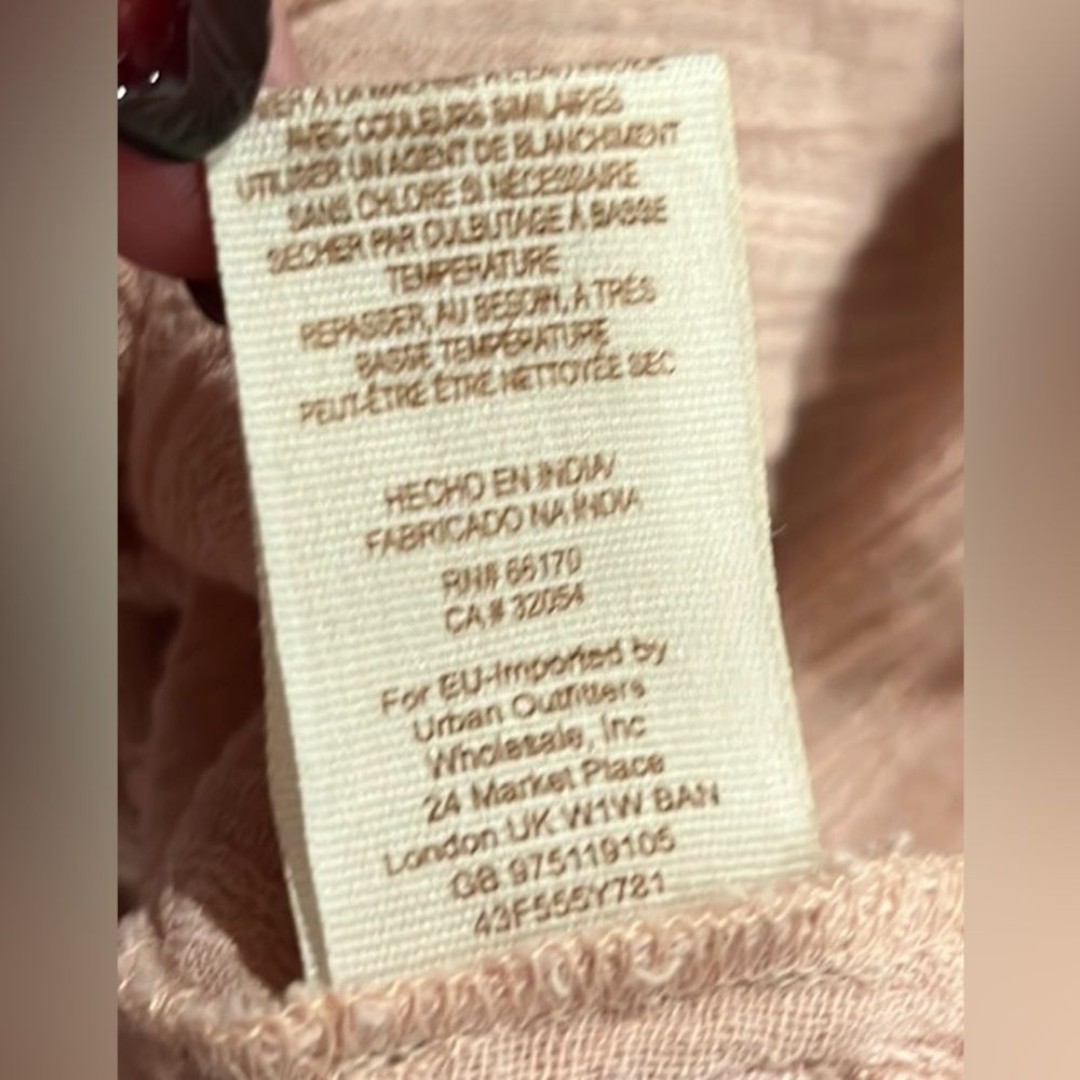 AVEC COULEURS SIMILAIRES
UTILISER UN AGENT DE BLANCHIMENT
SANS CHLORE SI NÉCESSAIRE
SÉCHER PAR CULBUTAGE À BASSE
TEMPÉRATURE
REPASSER, AU BESOIN, À TRÈS
BASSE TEMPÉRATURE
PEUT-ÊTRE ÊTRE NETTOYÉE SEC
HECHO EN INDIA/
FABRICADO NA ÍNDIA
RN# 66170
CA # 32054
For EU-Imported by
Urban Outfitters
Wholesale, Inc
24 Market Place
London UK W1W 8AN
GB 975119105
43F555Y781